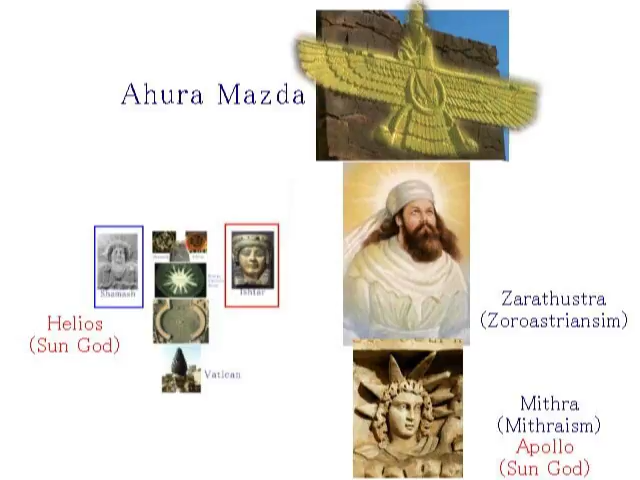 Ahura Mazda
Shamash
Ishtar
Helios
(Sun God)
Vatican
Zarathustra
(Zoroastriansim)
Mithra
(Mithraism)
Apollo
(Sun God)